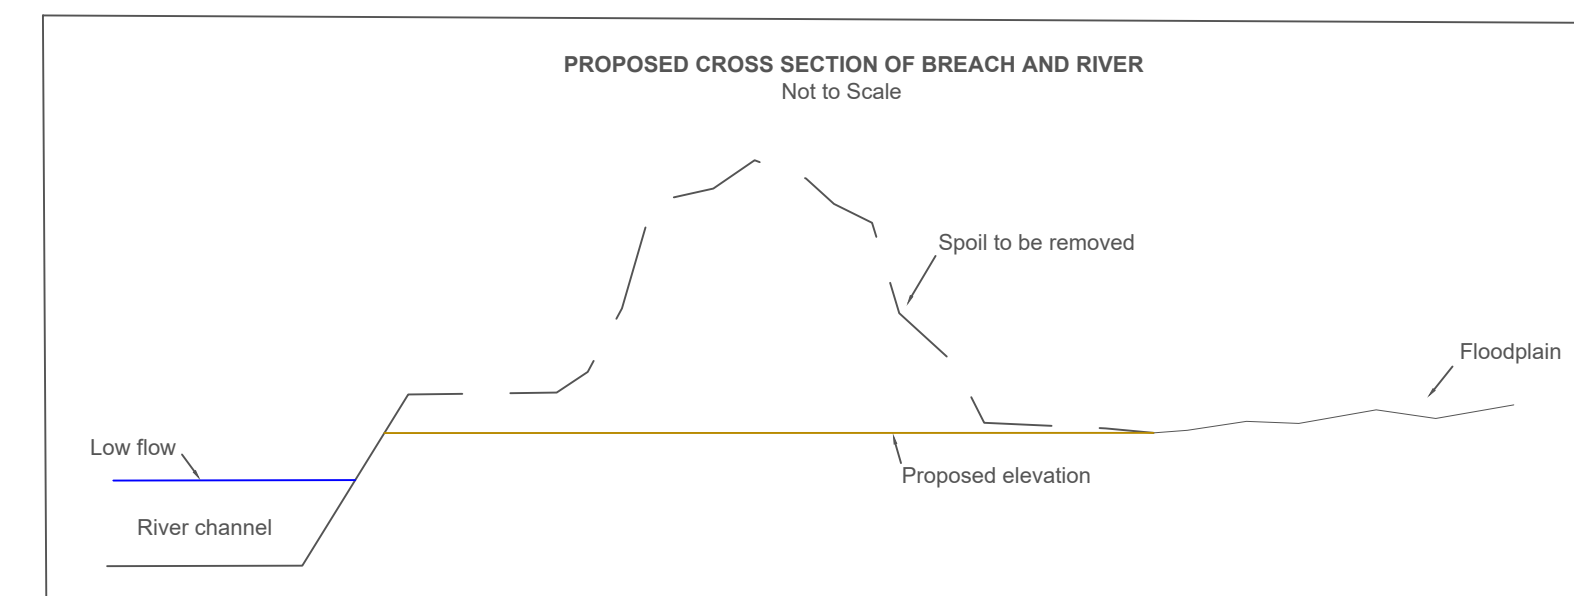 PROPOSED CROSS SECTION OF BREACH AND RIVER
Not to Scale
Spoil to be removed
Floodplain
Low flow
Proposed elevation
River channel